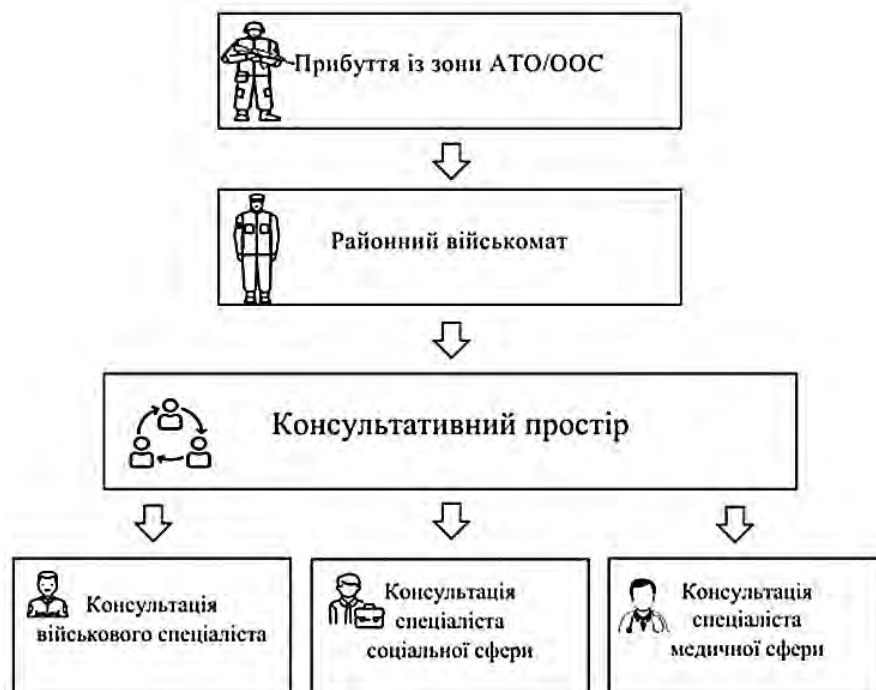 Прибуття із зони АТО/ООС
Районний військомат
Консультативний простір
Консультація
військового спеціаліста
Консультація
спеціаліста
соціальної сфери
Консультація
спеціаліста
медичної сфери